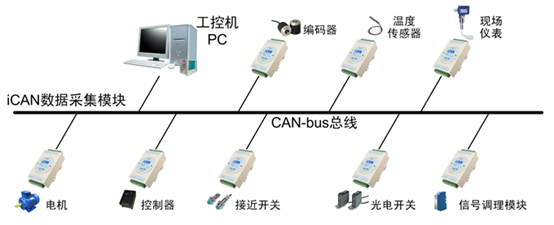 工控机
PC
编码器
温度
传感器
现场
仪表
iCAN数据采集模块
CAN-bus总线
电机
控制器
接近开关
光电开关
信号调理模块